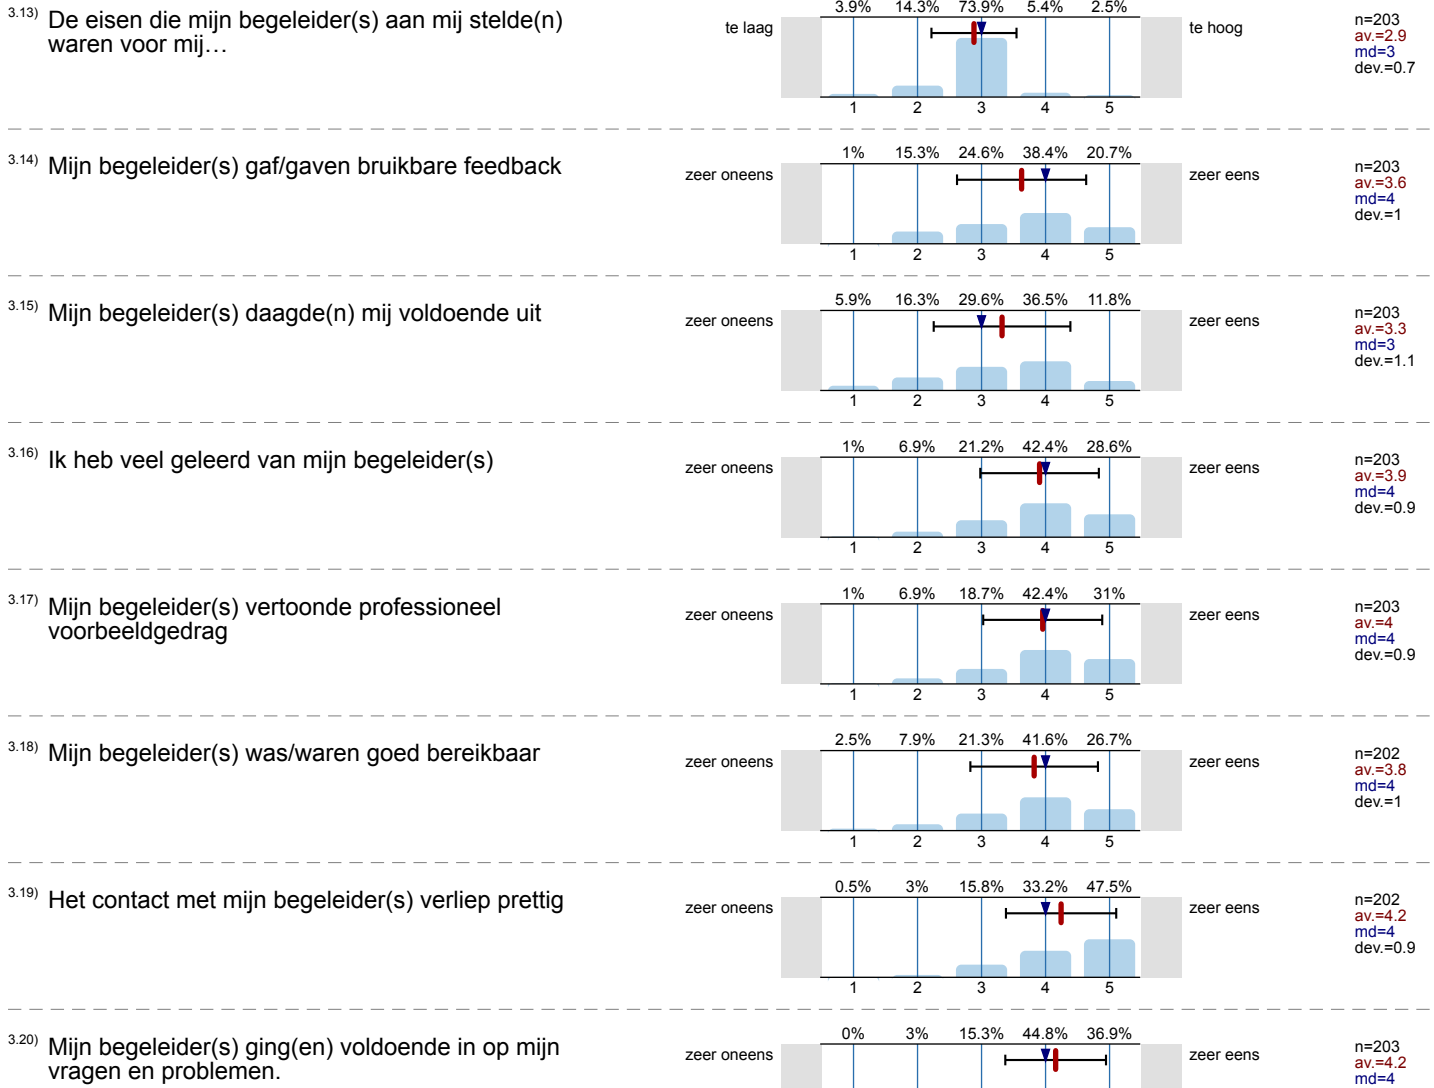 3.13) De eisen die mijn begeleider(s) aan mij stelde(n)
waren voor mij…
te laag
3.9% 14.3% 73.9% 5.4% 2.5%
1 2 3 4 5
te hoog
n=203
av.=2.9
md=3
dev.=0.7
3.14) Mijn begeleider(s) gaf/gaven bruikbare feedback
zeer oneens
1% 15.3% 24.6% 38.4% 20.7%
1 2 3 4 5
zeer eens
n=203
av.=3.6
md=4
dev.=1
3.15) Mijn begeleider(s) daagde(n) mij voldoende uit
zeer oneens
5.9% 16.3% 29.6% 36.5% 11.8%
1 2 3 4 5
zeer eens
n=203
av.=3.3
md=3
dev.=1.1
3.16) Ik heb veel geleerd van mijn begeleider(s)
zeer oneens
1% 6.9% 21.2% 42.4% 28.6%
1 2 3 4 5
zeer eens
n=203
av.=3.9
md=4
dev.=0.9
3.17) Mijn begeleider(s) vertoonde professioneel
voorbeeldgedrag
zeer oneens
1% 6.9% 18.7% 42.4% 31%
1 2 3 4 5
zeer eens
n=203
av.=4
md=4
dev.=0.9
3.18) Mijn begeleider(s) was/waren goed bereikbaar
zeer oneens
2.5% 7.9% 21.3% 41.6% 26.7%
1 2 3 4 5
zeer eens
n=202
av.=3.8
md=4
dev.=1
3.19) Het contact met mijn begeleider(s) verliep prettig
zeer oneens
0.5% 3% 15.8% 33.2% 47.5%
1 2 3 4 5
zeer eens
n=202
av.=4.2
md=4
dev.=0.9
3.20) Mijn begeleider(s) ging(en) voldoende in op mijn
vragen en problemen.
zeer oneens
0% 3% 15.3% 44.8% 36.9%
zeer eens
n=203
av.=4.2
md=4